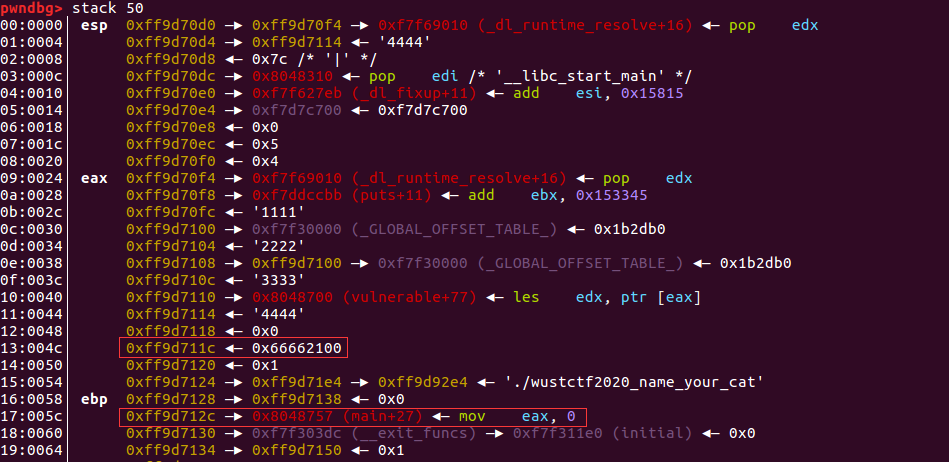 pwndbg> stack 50
00:0000│ esp  0xff9d70d0 —▸ 0xff9d70f4 —▸ 0xf7f69010 (_dl_runtime_resolve+16) ◂— pop    edx
01:0004│      0xff9d70d4 —▸ 0xff9d7114 ◂— '4444'
02:0008│      0xff9d70d8 ◂— 0x7c /* '|' */
03:000c│      0xff9d70dc —▸ 0x8048310 ◂— pop    edi /* '__libc_start_main' */
04:0010│      0xff9d70e0 —▸ 0xf7f627eb (_dl_fixup+11) ◂— add    esi, 0x15815
05:0014│      0xff9d70e4 —▸ 0xf7d7c700 ◂— 0xf7d7c700
06:0018│      0xff9d70e8 ◂— 0x0
07:001c│      0xff9d70ec ◂— 0x5
08:0020│      0xff9d70f0 ◂— 0x4
09:0024│ eax  0xff9d70f4 —▸ 0xf7f69010 (_dl_runtime_resolve+16) ◂— pop    edx
0a:0028│      0xff9d70f8 —▸ 0xf7ddccbb (puts+11) ◂— add    ebx, 0x153345
0b:002c│      0xff9d70fc ◂— '1111'
0c:0030│      0xff9d7100 —▸ 0xf7f30000 (_GLOBAL_OFFSET_TABLE_) ◂— 0x1b2db0
0d:0034│      0xff9d7104 ◂— '2222'
0e:0038│      0xff9d7108 —▸ 0xff9d7100 —▸ 0xf7f30000 (_GLOBAL_OFFSET_TABLE_) ◂— 0x1b2db0
0f:003c│      0xff9d710c ◂— '3333'
10:0040│      0xff9d7110 —▸ 0x8048700 (vulnerable+77) ◂— les    edx, ptr [eax]
11:0044│      0xff9d7114 ◂— '4444'
12:0048│      0xff9d7118 ◂— 0x0
13:004c│      0xff9d711c ◂— 0x66662100
14:0050│      0xff9d7120 ◂— 0x1
15:0054│      0xff9d7124 —▸ 0xff9d71e4 —▸ 0xff9d92e4 ◂— './wustctf2020_name_your_cat'
16:0058│ ebp  0xff9d7128 —▸ 0xff9d7138 ◂— 0x0
17:005c│      0xff9d712c —▸ 0x8048757 (main+27) ◂— mov    eax, 0
18:0060│      0xff9d7130 —▸ 0xf7f303dc (__exit_funcs) —▸ 0xf7f311e0 (initial) ◂— 0x0
19:0064│      0xff9d7134 —▸ 0xff9d7150 ◂— 0x1